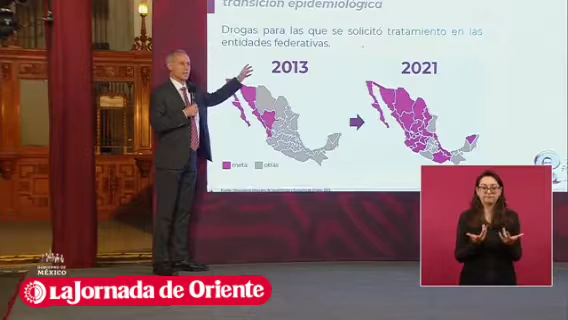 transición epidemiológica
Drogas para las que se solicitó tratamiento en las
entidades federativas.
2013
2021
meta
otras
GOBIERNO DE
MÉXICO
La Jornada de Oriente